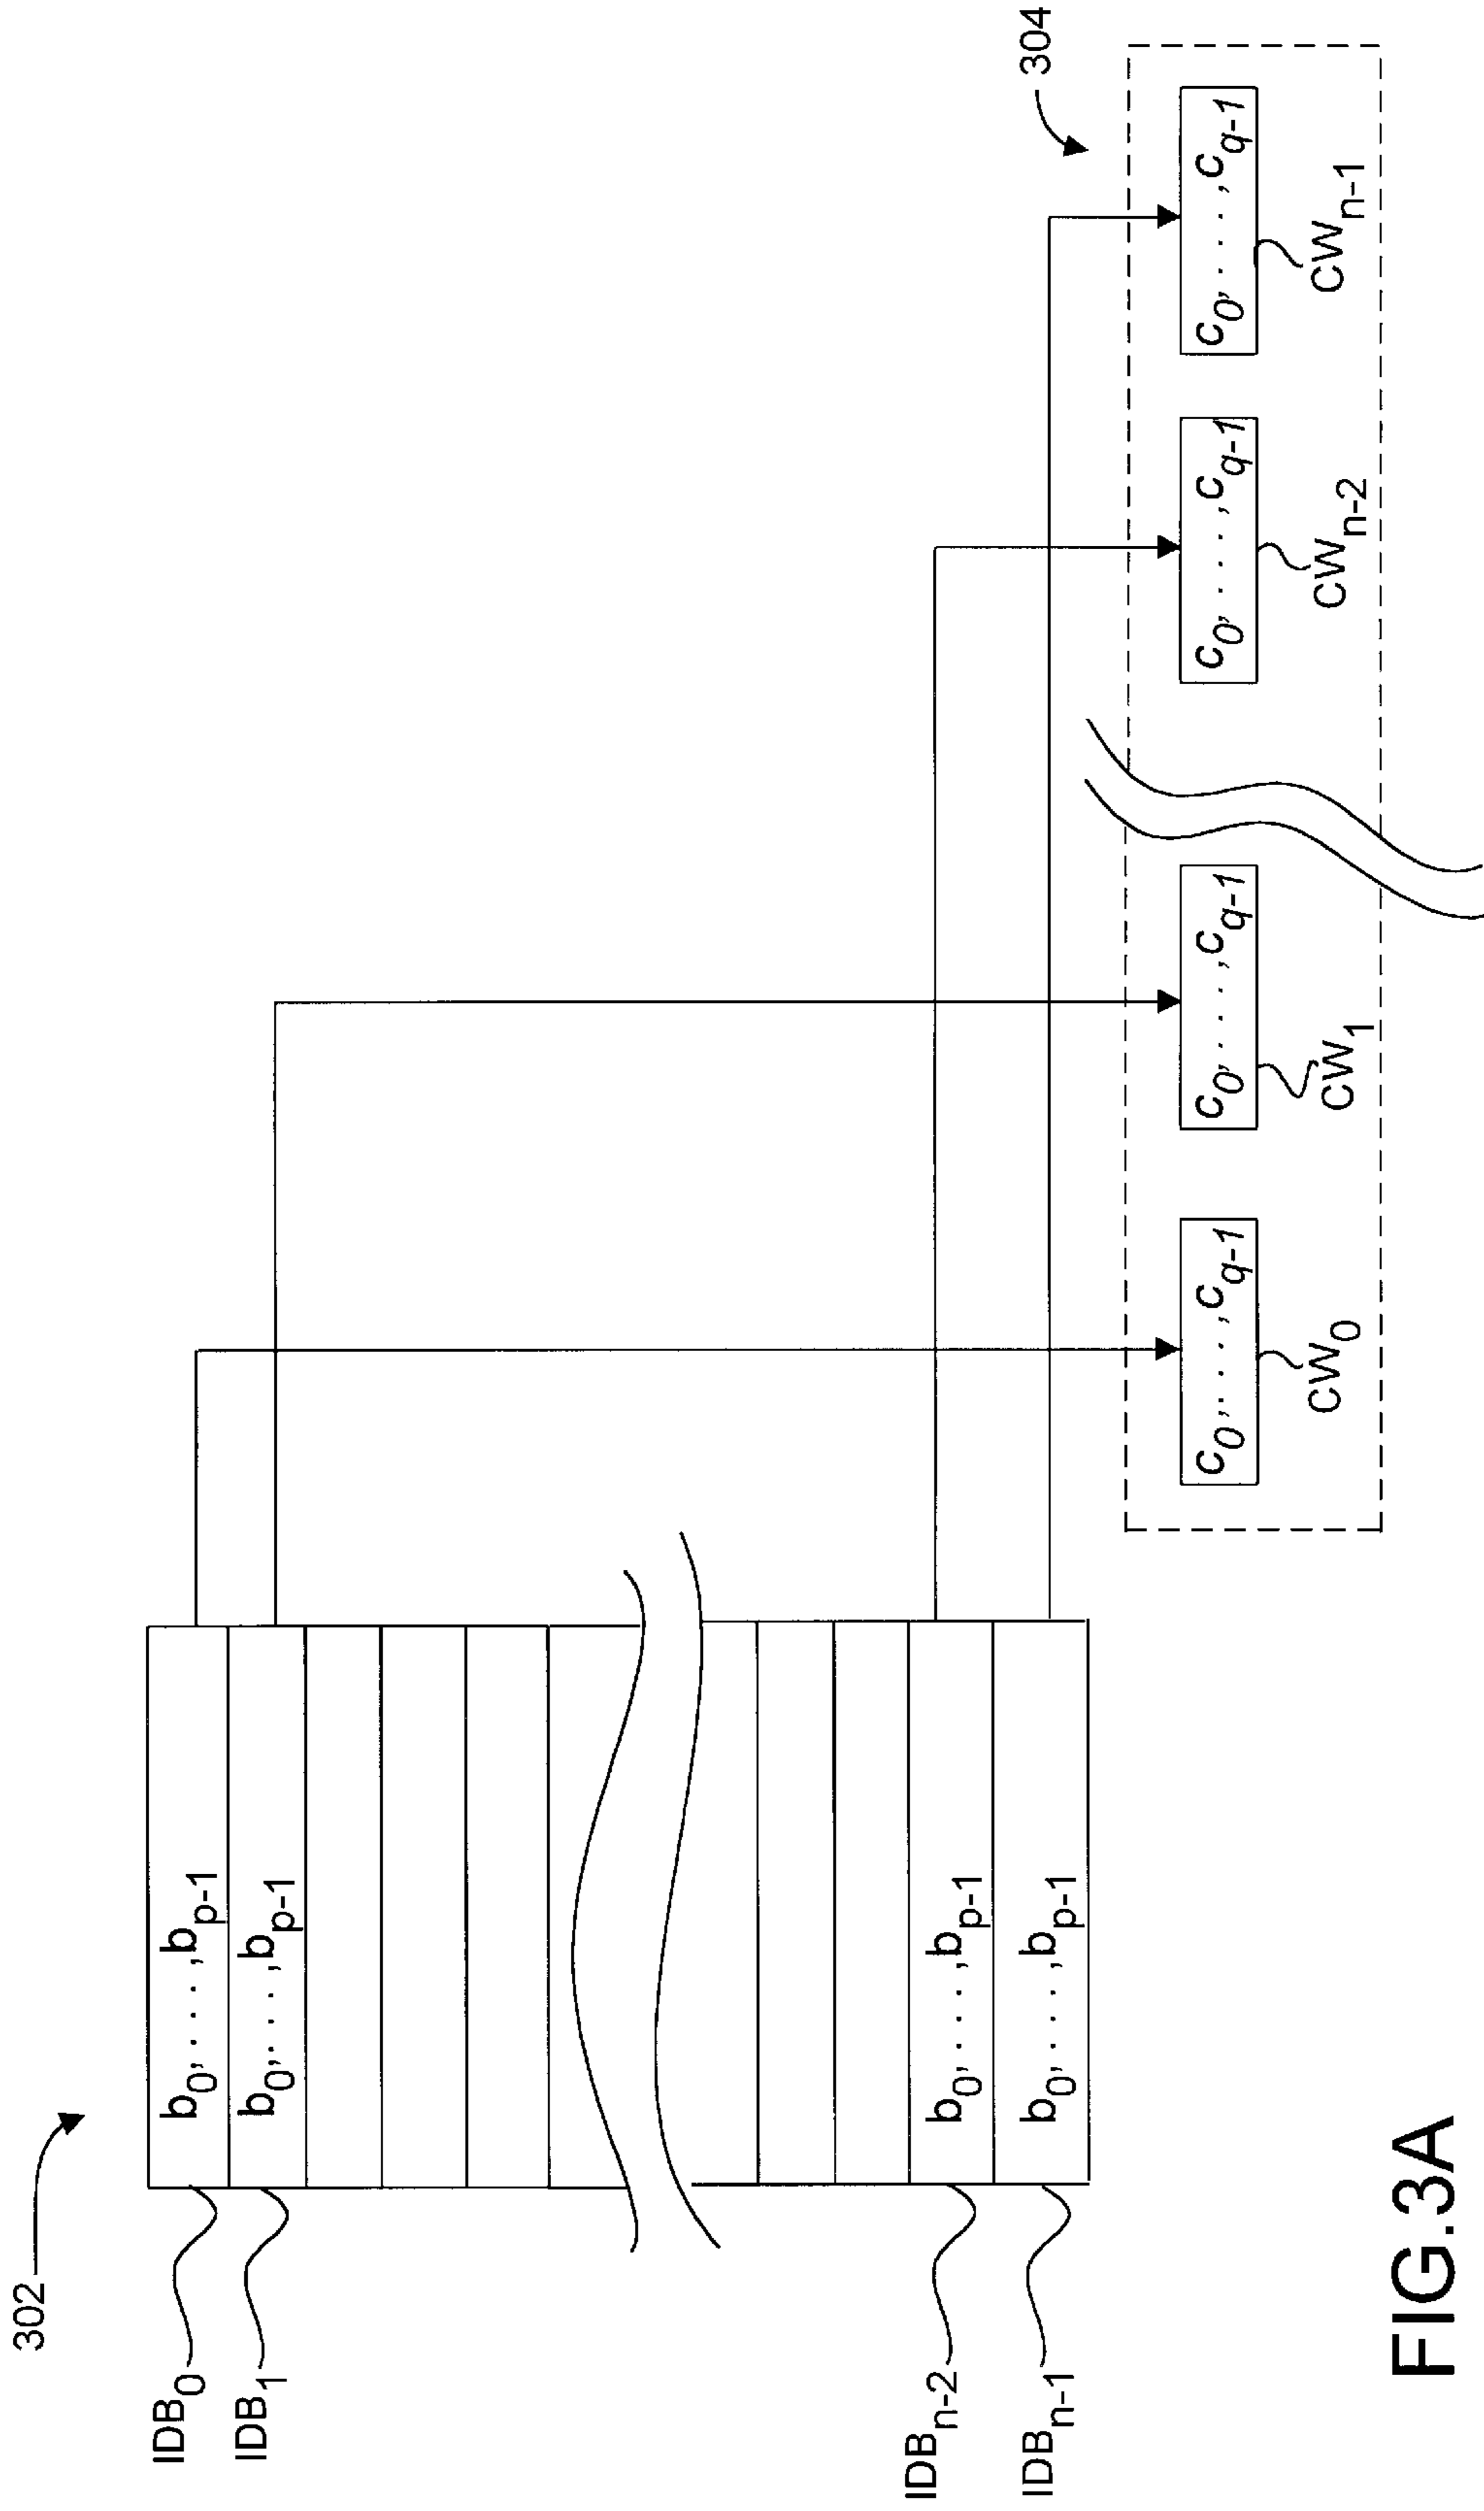 302
IDB0
b0,...,bp-1
IDB1
b0,...,bp-1
IDBn-2
b0,...,bp-1
IDBn-1
b0,...,bp-1
304
c0,...,cq-1
c0,...,cq-1
c0,...,cq-1
c0,...,cq-1
CW0
CW1
CWn-2
CWn-1
FIG.3A